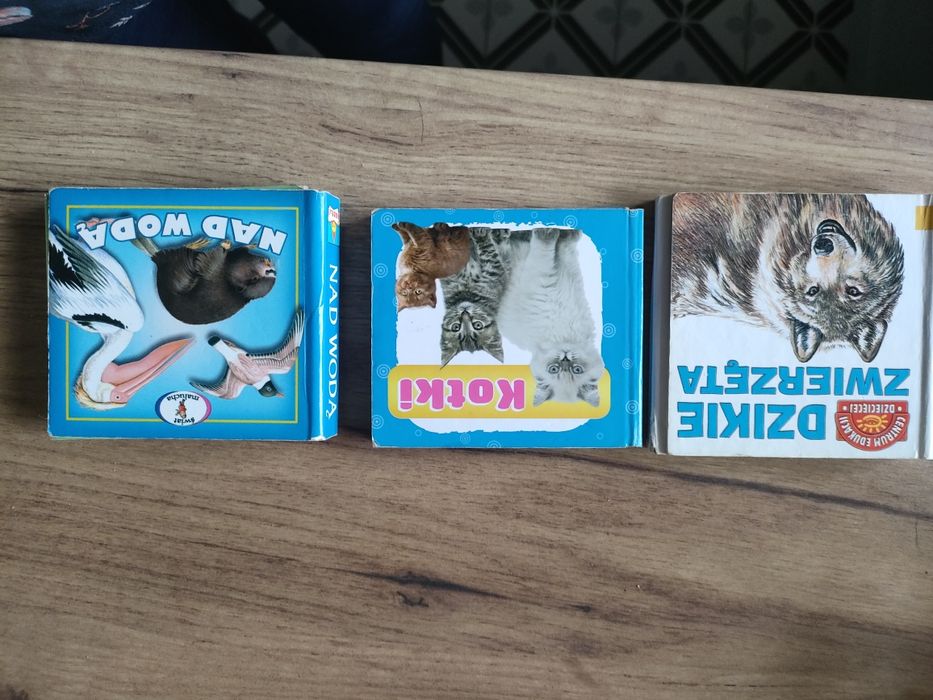 świat
malucha
NAD WODĄ
NAD WODĄ
Kotki
CENTRUM EDUKACJI
DZIECIĘCEJ
DZIKIE
ZWIERZĘTA